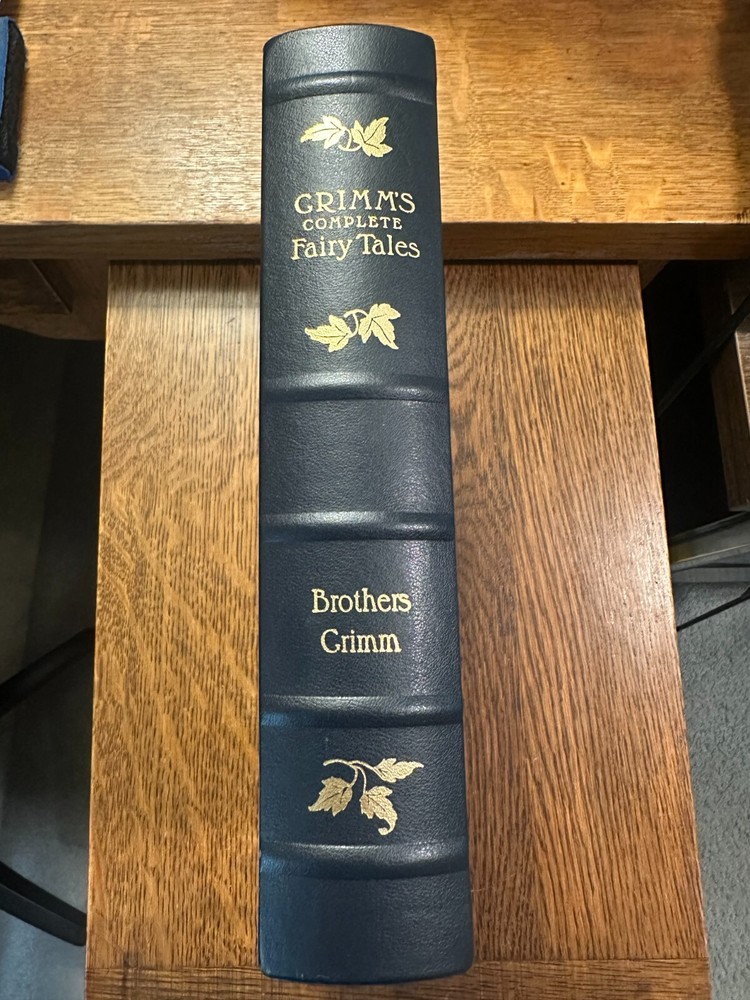 GRIMM'S
COMPLETE
Fairy Tales
Brothers
Grimm